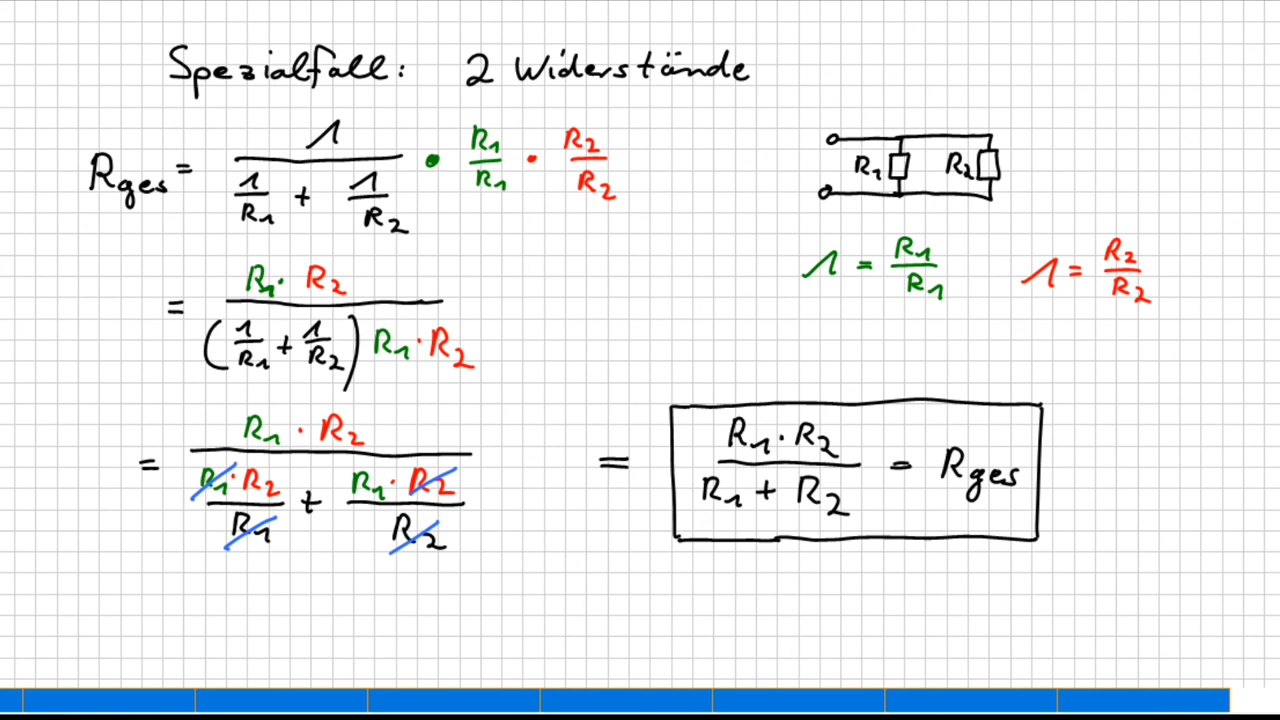 Spezialfall: 2 Widerstände
Rges = 1 / (1/R1 + 1/R2) · R1/R1 · R2/R2
R1 R2
1 = R1/R1 1 = R2/R2
= R1 · R2 / ((1/R1 + 1/R2) R1 · R2)
= R1 · R2 / (R1 · R2 / R1 + R1 · R2 / R2) = R1 · R2 / (R1 + R2) = Rges